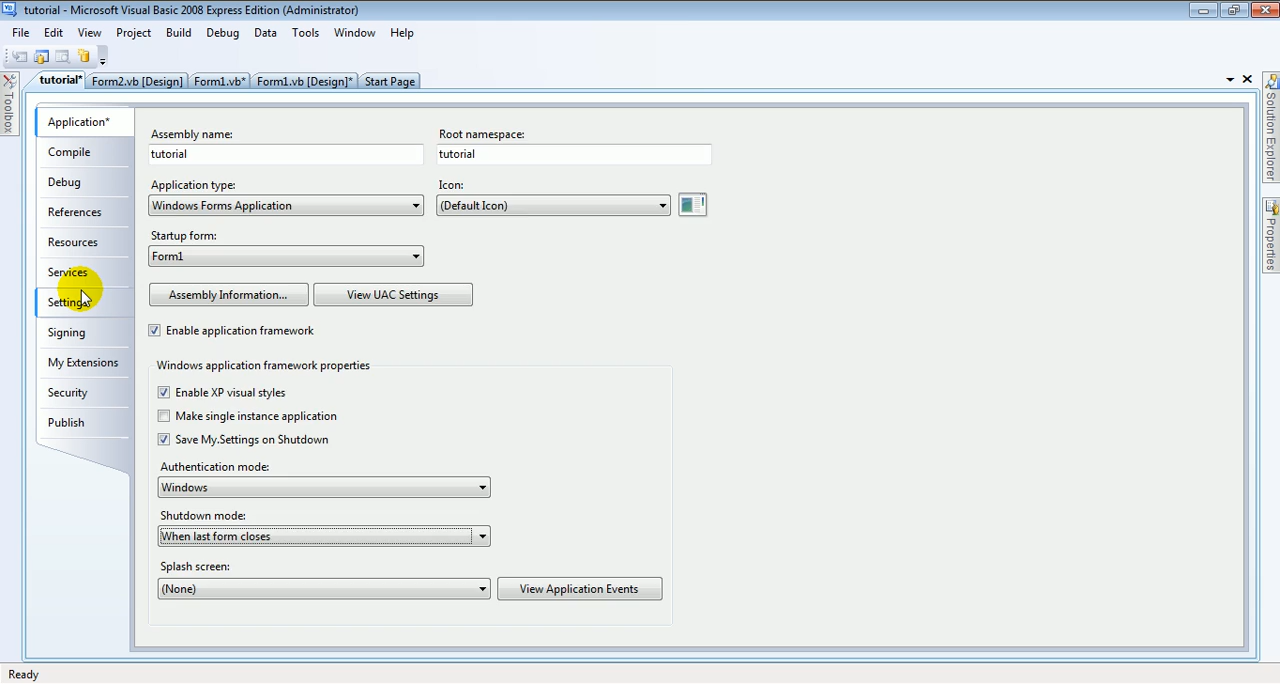 tutorial - Microsoft Visual Basic 2008 Express Edition (Administrator)
File Edit View Project Build Debug Data Tools Window Help
tutorial* Form2.vb [Design] Form1.vb* Form1.vb [Design]* Start Page
Toolbox
Solution Explorer
Properties
Application*
Compile
Debug
References
Resources
Services
Settings
Signing
My Extensions
Security
Publish
Assembly name: Root namespace:
tutorial tutorial
Application type: Icon:
Windows Forms Application (Default Icon)
Startup form:
Form1
Assembly Information... View UAC Settings
Enable application framework
Windows application framework properties
Enable XP visual styles
Make single instance application
Save My.Settings on Shutdown
Authentication mode:
Windows
Shutdown mode:
When last form closes
Splash screen:
(None) View Application Events
Ready